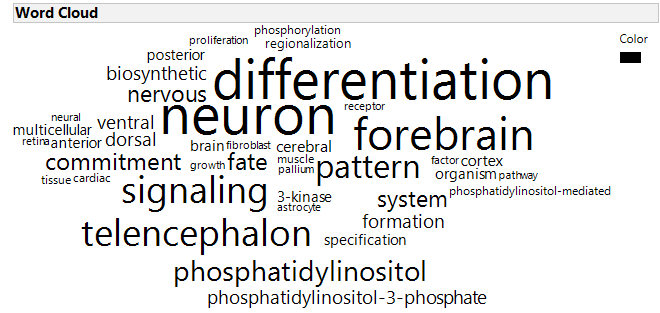 Word Cloud
Color
phosphorylation
proliferation regionalization
posterior
biosynthetic differentiation
nervous
neuron receptor
neural
multicellular ventral forebrain
retina anterior dorsal
brain fibroblast cerebral
commitment growth fate muscle pattern factor cortex
pallium
tissue cardiac organism pathway
signaling 3-kinase system phosphatidylinositol-mediated
astrocyte
formation
telencephalon specification
phosphatidylinositol
phosphatidylinositol-3-phosphate